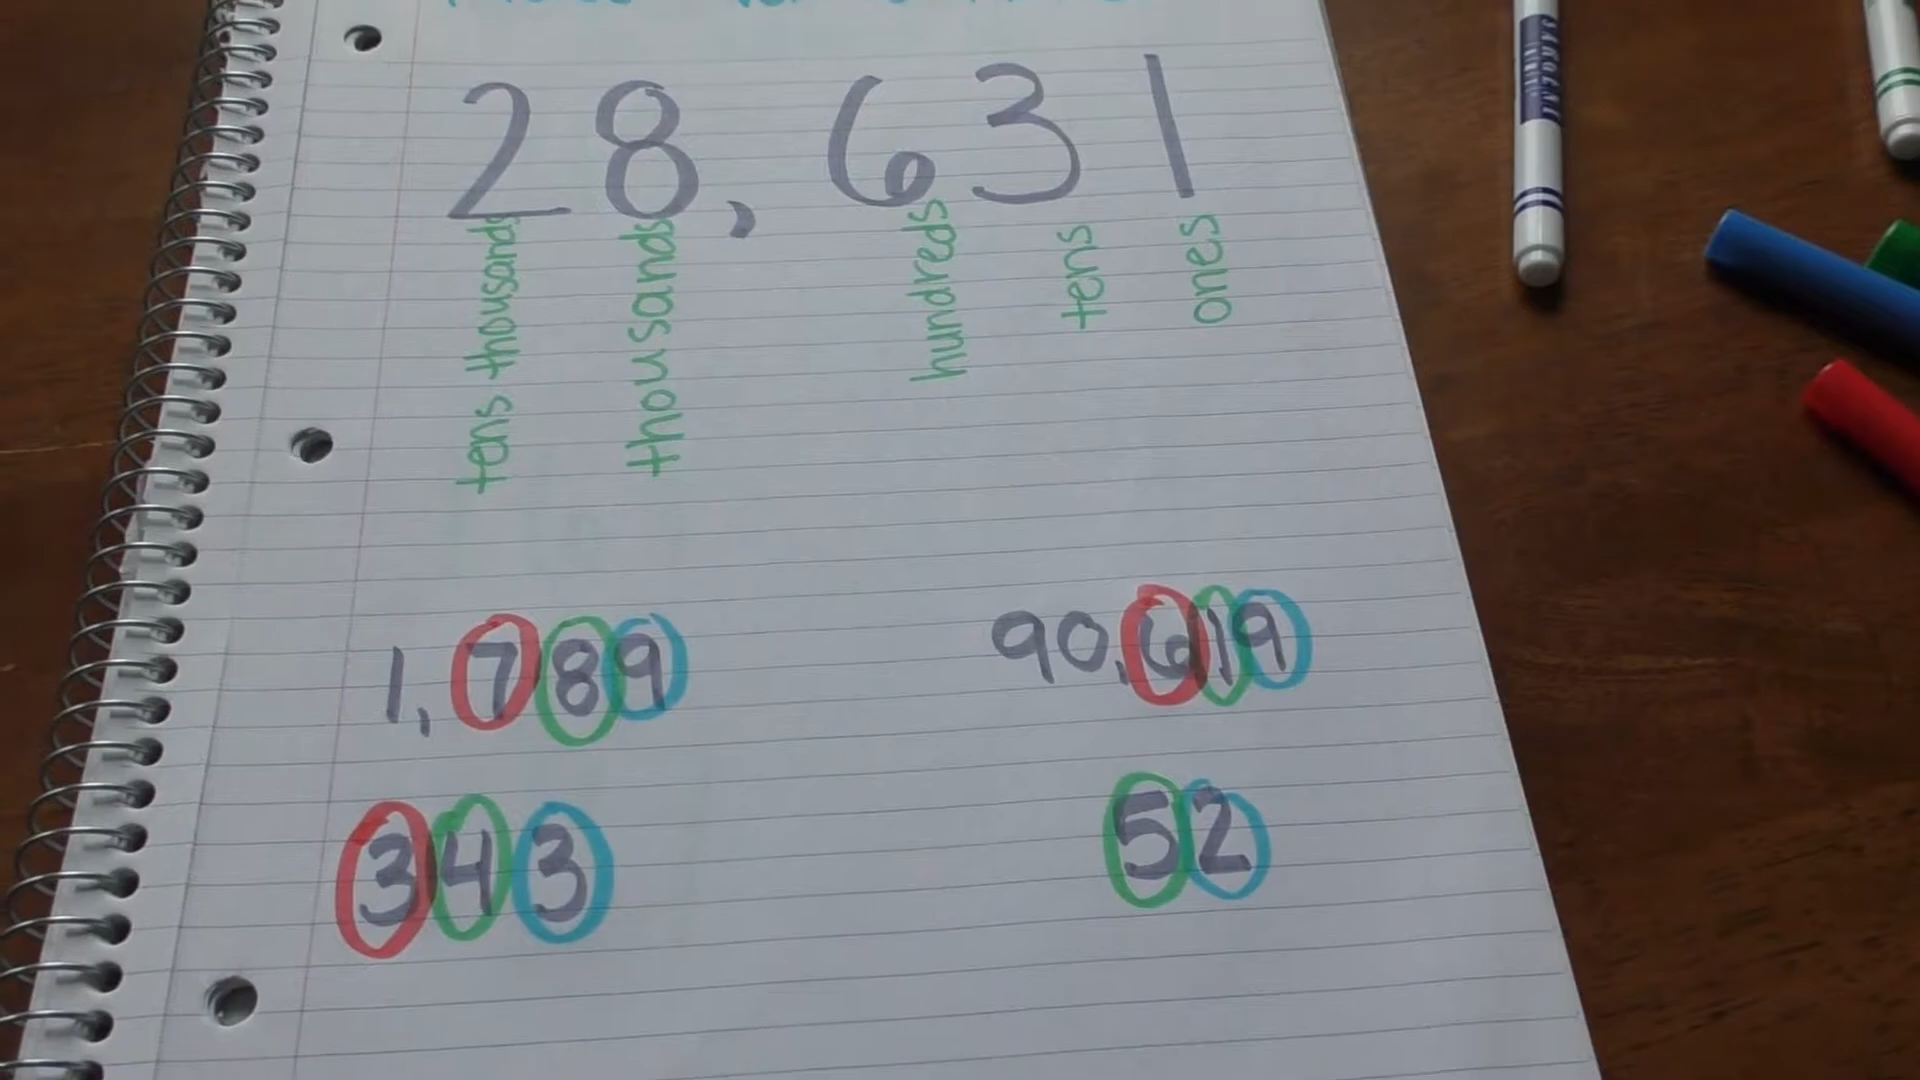 28,631
tens thousands
thousands
hundreds
tens
ones
1,789
90,619
343
52